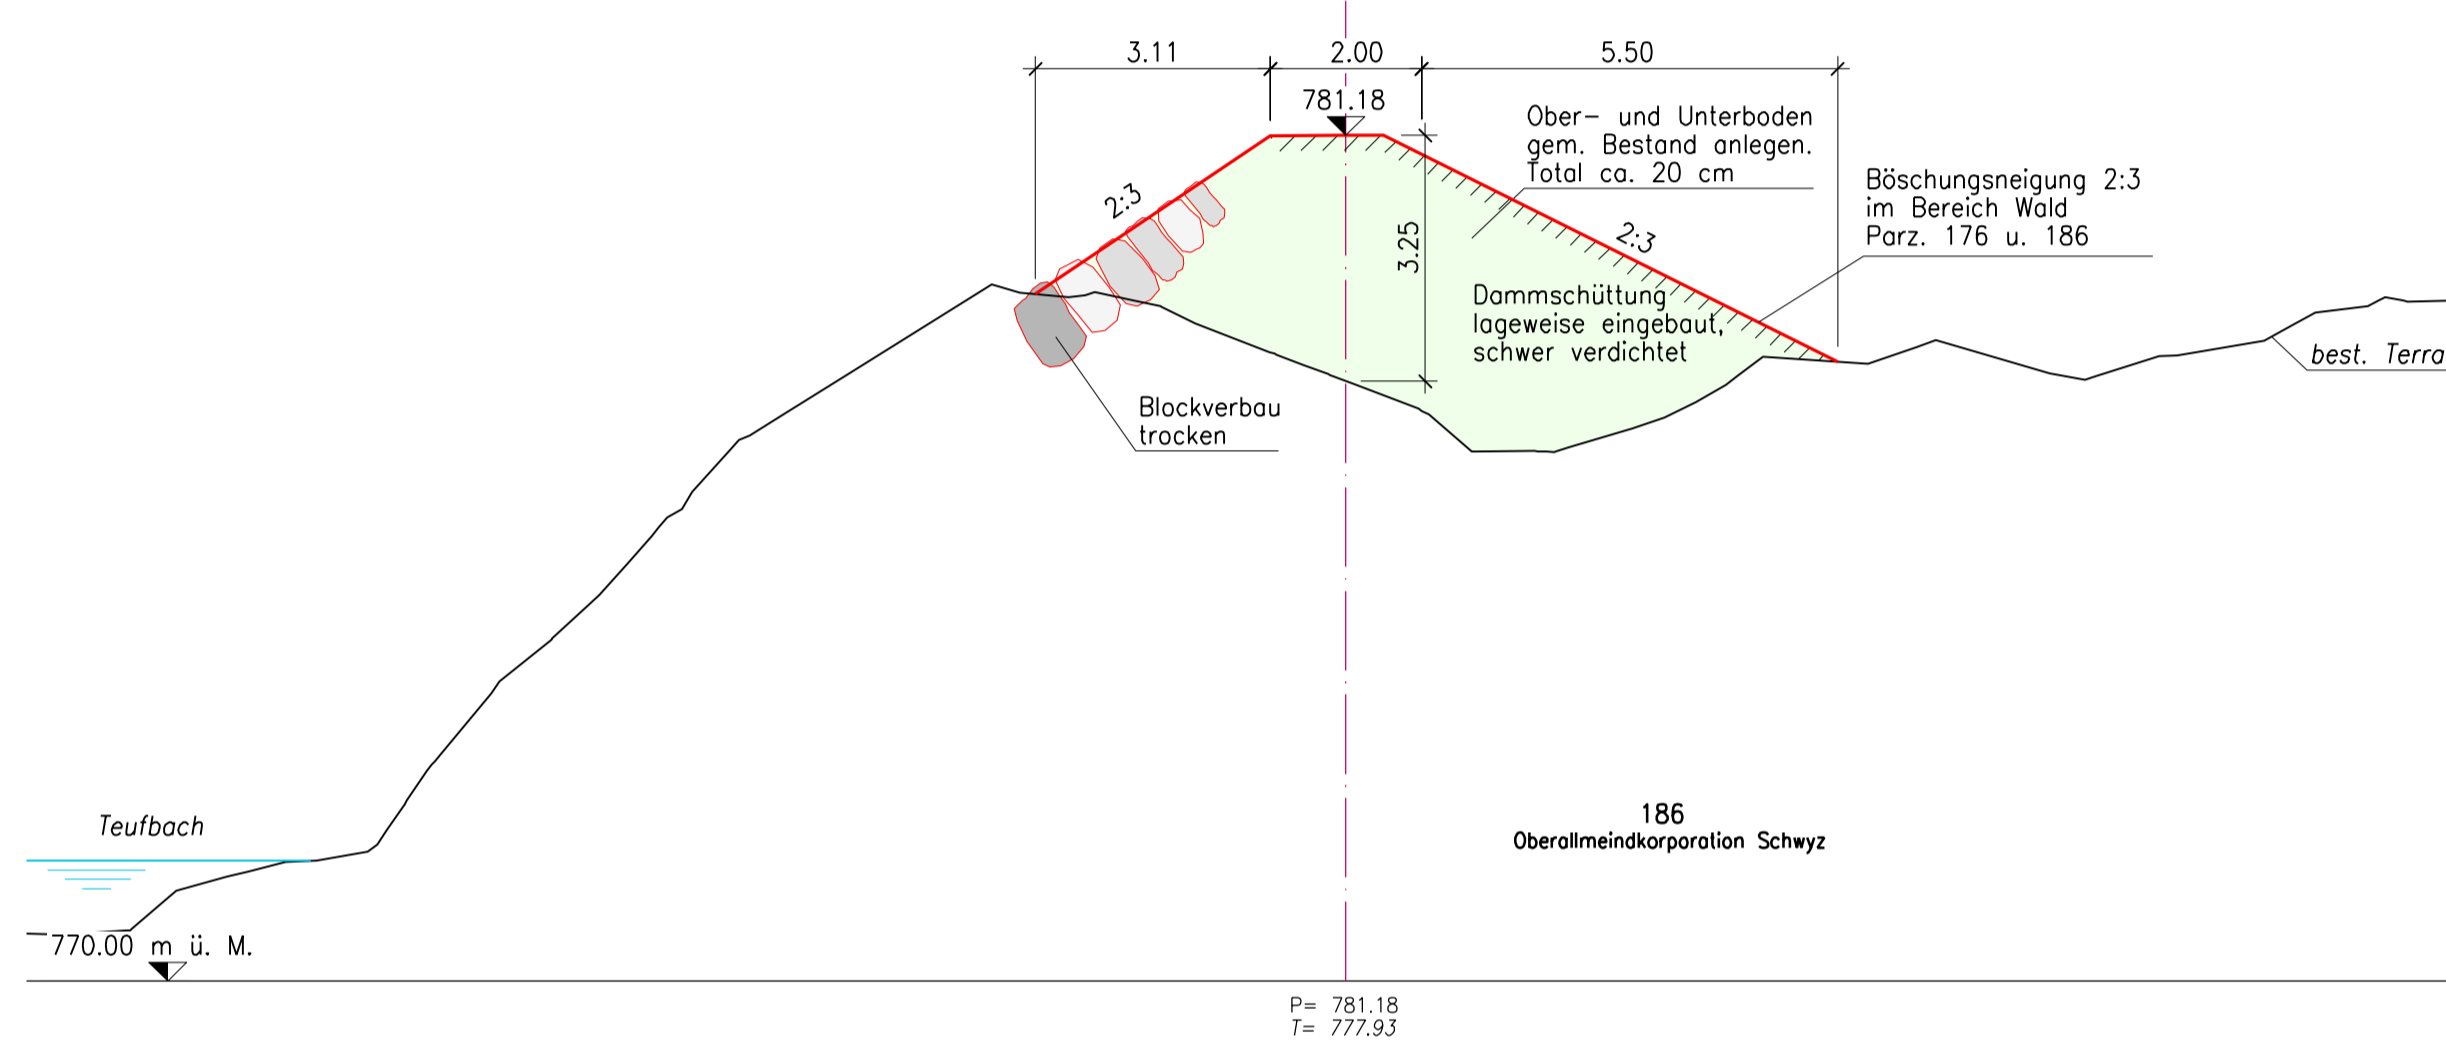 3.11
2.00
5.50
781.18
Ober- und Unterboden
gem. Bestand anlegen.
Total ca. 20 cm
Böschungsneigung 2:3
im Bereich Wald
Parz. 176 u. 186
2:3
2:3
3.25
Dammschüttung
lageweise eingebaut,
schwer verdichtet
best. Terra
Blockverbau
trocken
Teufbach
186
Oberallmeindkorporation Schwyz
770.00 m ü. M.
P= 781.18
T= 777.93